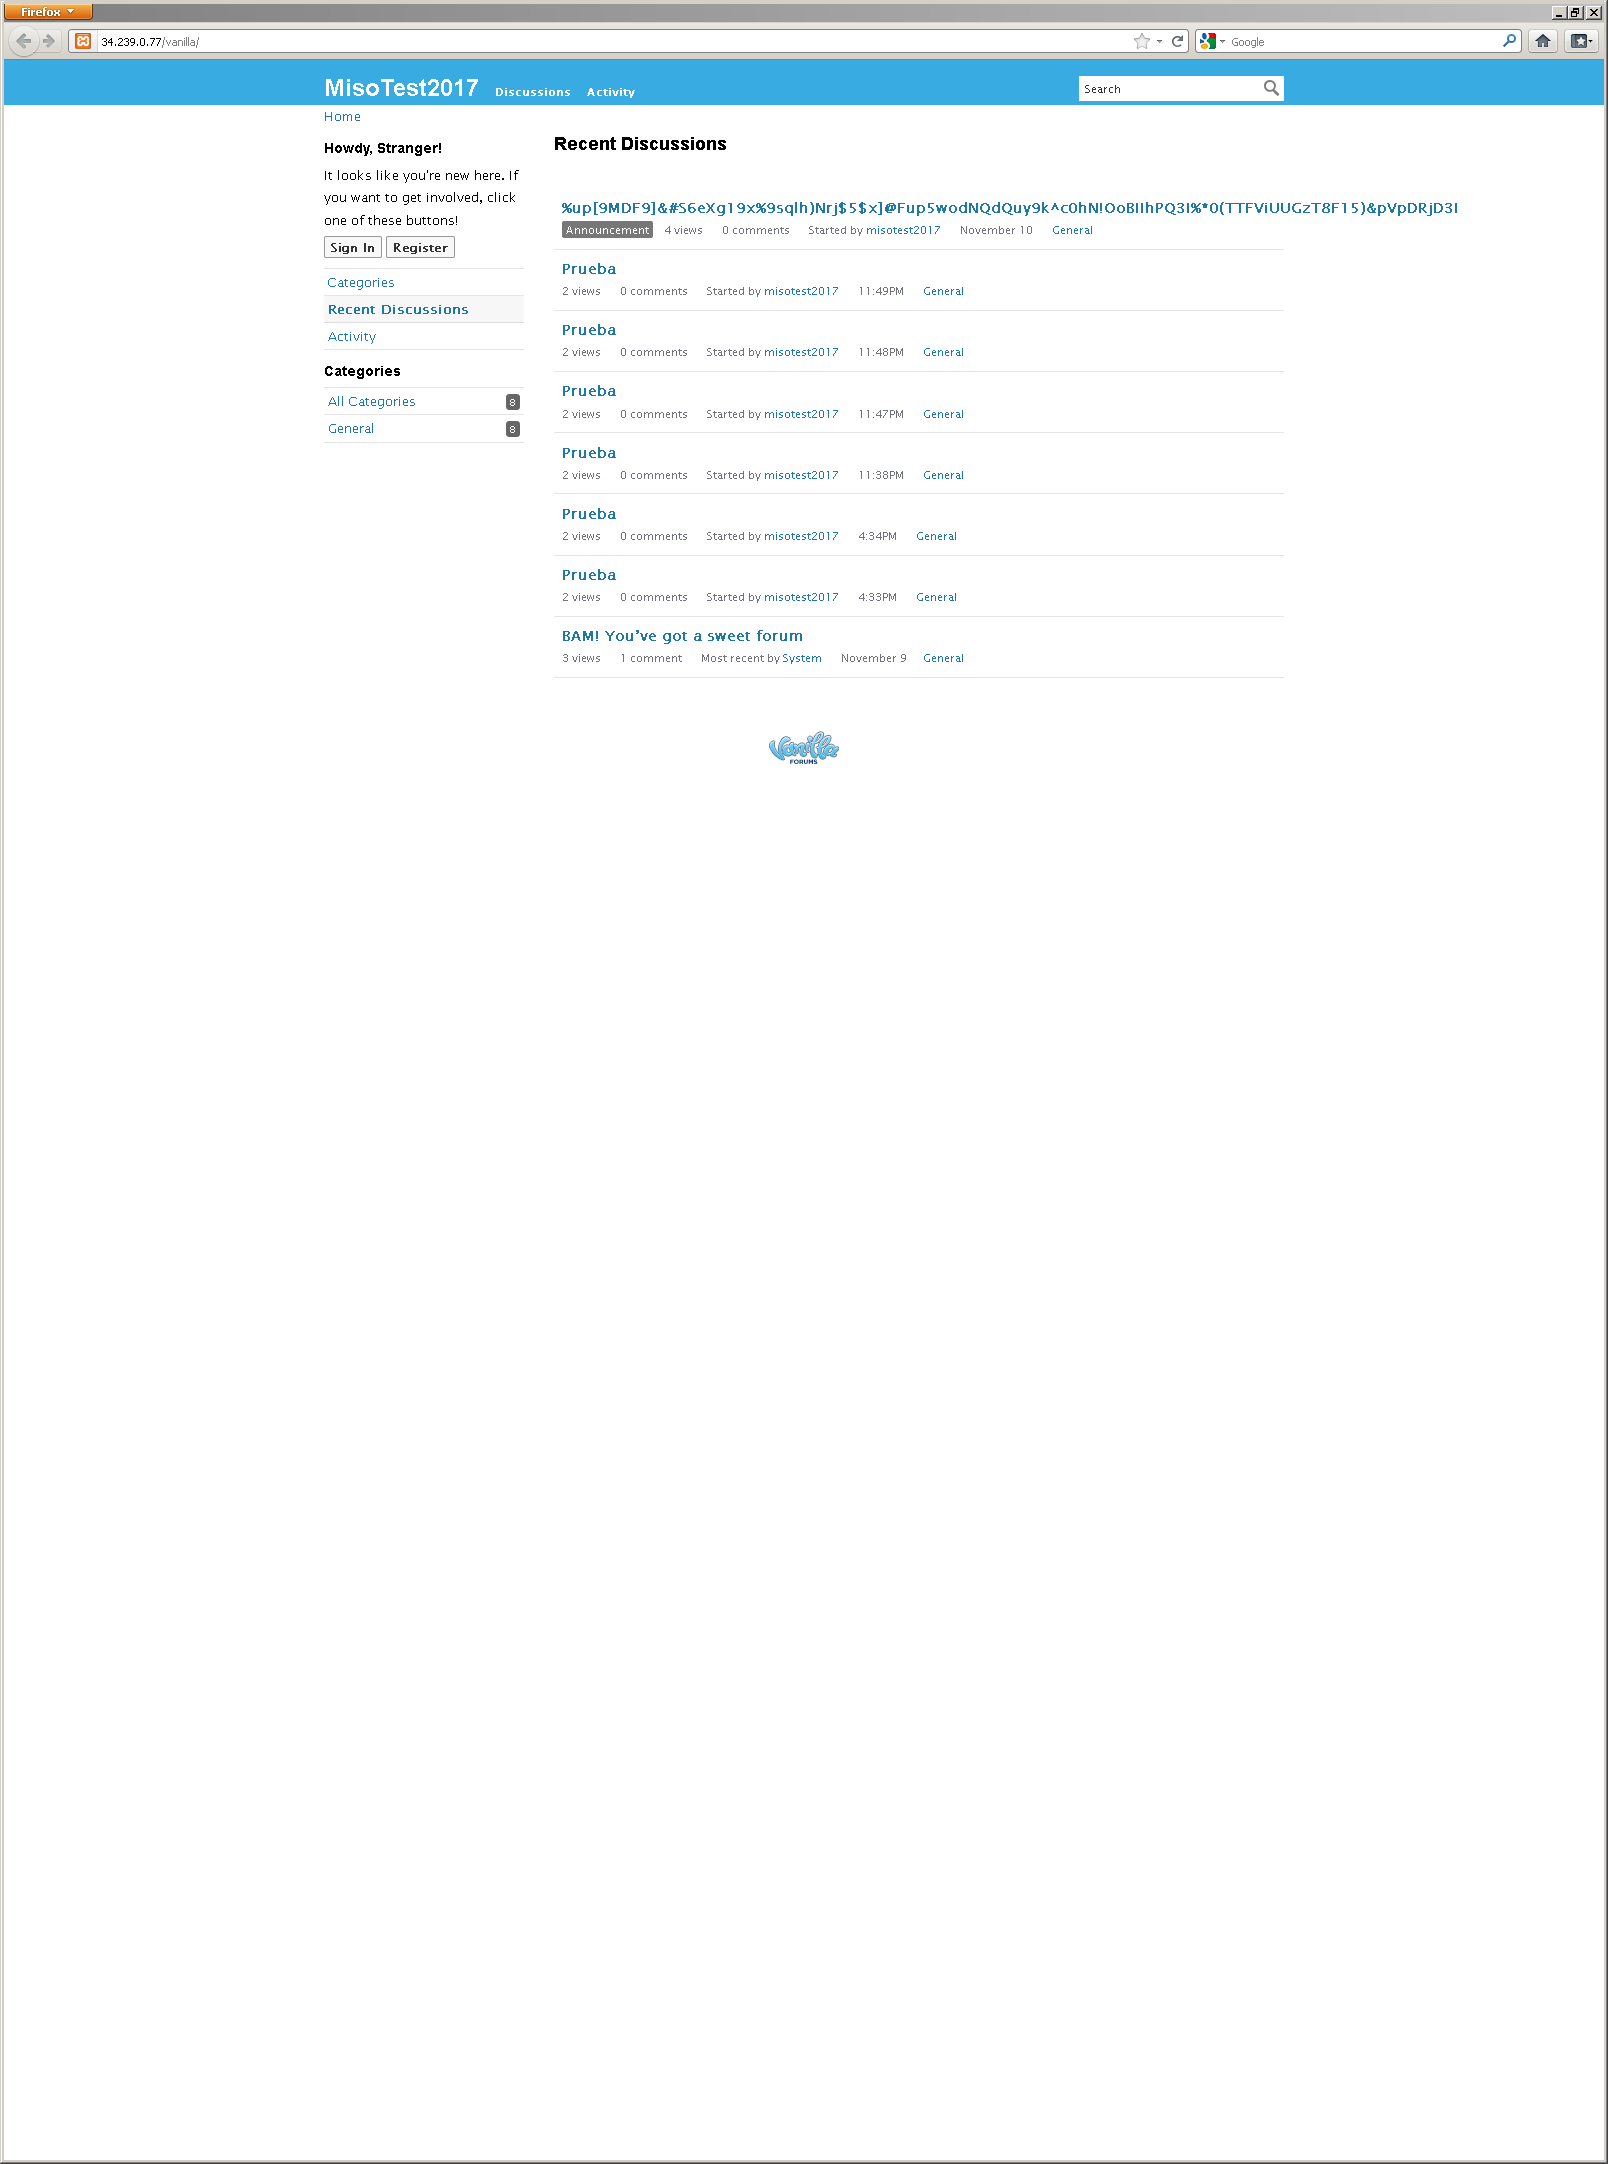 Firefox
34.239.0.77/vanilla/
Google
MisoTest2017 Discussions Activity
Search
Home
Howdy, Stranger!
It looks like you're new here. If
you want to get involved, click
one of these buttons!
Sign In Register
Categories
Recent Discussions
Activity
Categories
All Categories 8
General 8
Recent Discussions
%up[9MDF9]&#S6eXg19x%9sqlh)Nrj$5$x]@Fup5wodNQdQuy9k^c0hN!OoBIlhPQ3I%*0(TTFViUUGzT8F15)&pVpDRjD3I
Announcement 4 views 0 comments Started by misotest2017 November 10 General
Prueba
2 views 0 comments Started by misotest2017 11:49PM General
Prueba
2 views 0 comments Started by misotest2017 11:48PM General
Prueba
2 views 0 comments Started by misotest2017 11:47PM General
Prueba
2 views 0 comments Started by misotest2017 11:38PM General
Prueba
2 views 0 comments Started by misotest2017 4:34PM General
Prueba
2 views 0 comments Started by misotest2017 4:33PM General
BAM! You’ve got a sweet forum
3 views 1 comment Most recent by System November 9 General
Vanilla
FORUMS